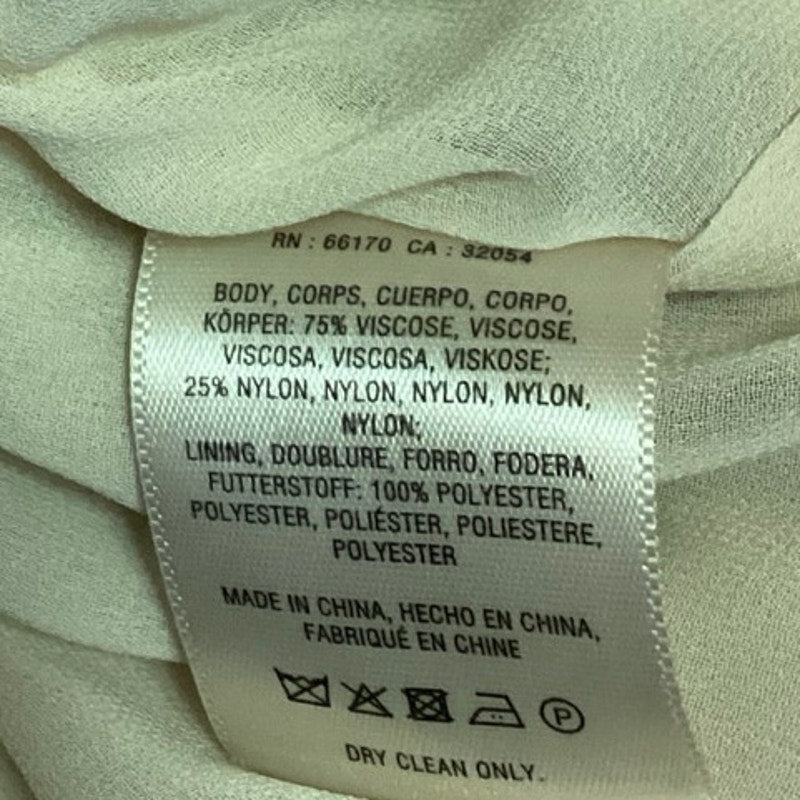 RN : 66170 CA : 32054
BODY, CORPS, CUERPO, CORPO,
KÖRPER: 75% VISCOSE, VISCOSE,
VISCOSA, VISCOSA, VISKOSE;
25% NYLON, NYLON, NYLON, NYLON,
NYLON;
LINING, DOUBLURE, FORRO, FODERA,
FUTTERSTOFF: 100% POLYESTER,
POLYESTER, POLIÉSTER, POLIESTERE,
POLYESTER
MADE IN CHINA, HECHO EN CHINA,
FABRIQUÉ EN CHINE
P
DRY CLEAN ONLY.